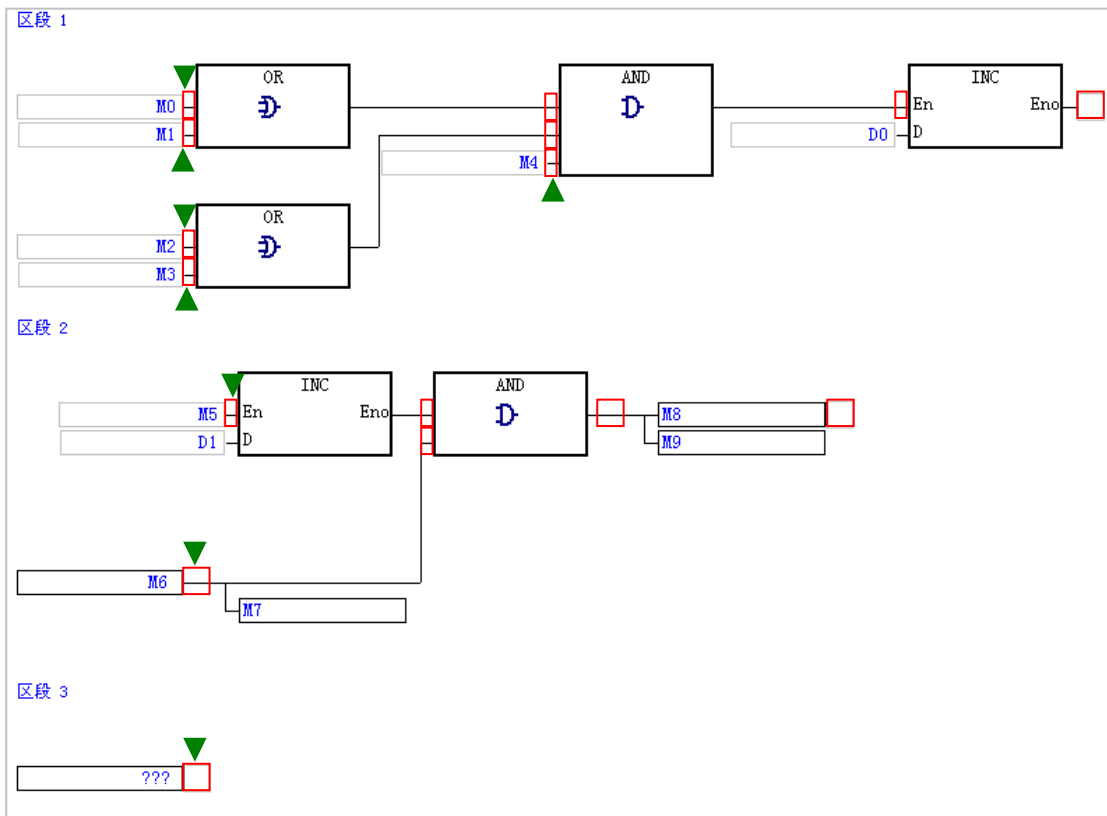 区段 1
OR
AND
INC
M0
En
Eno
M1
D0
D
M4
OR
M2
M3
区段 2
INC
AND
M5
En
Eno
M8
D1
D
M9
M6
M7
区段 3
???